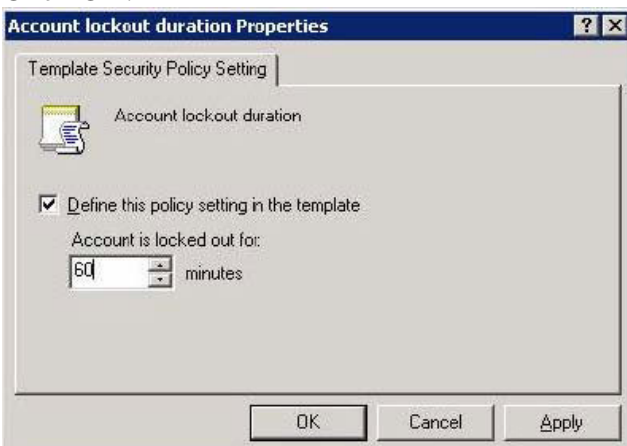 Account lockout duration Properties
Template Security Policy Setting
Account lockout duration
Define this policy setting in the template
Account is locked out for:
60 minutes
OK Cancel Apply